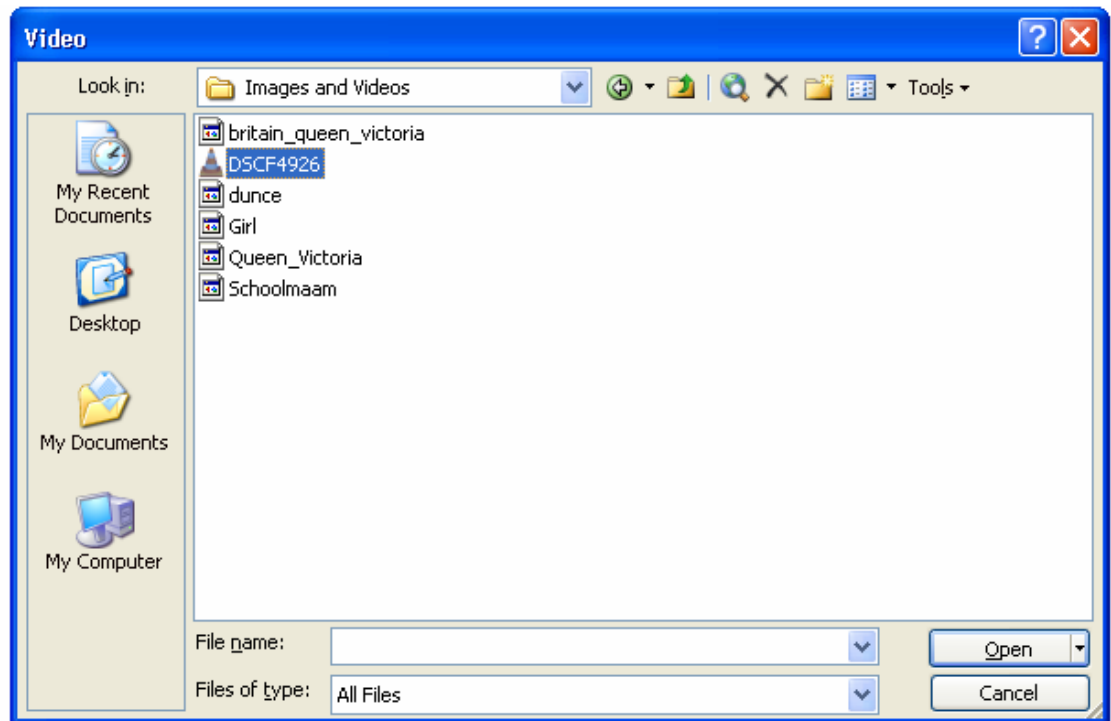 Video
Look in: Images and Videos Tools
britain_queen_victoria
DSCF4926
dunce
Girl
Queen_Victoria
Schoolmaam
My Recent
Documents
Desktop
My Documents
My Computer
File name:
Open
Files of type: All Files
Cancel